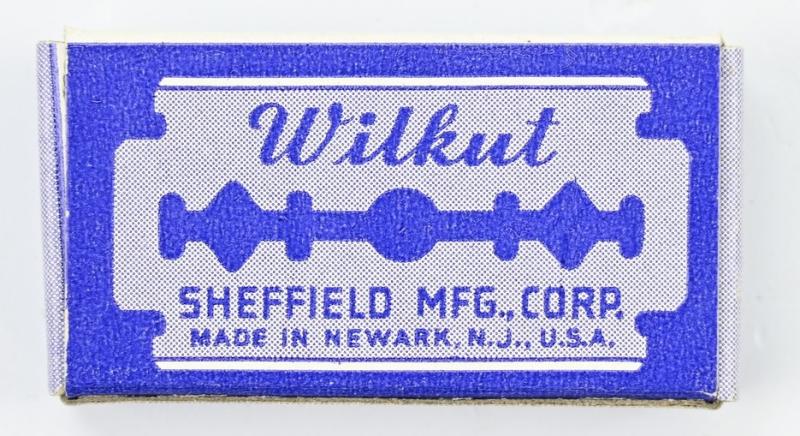 Wilkut
SHEFFIELD MFG., CORP.
MADE IN NEWARK, N.J., U.S.A.